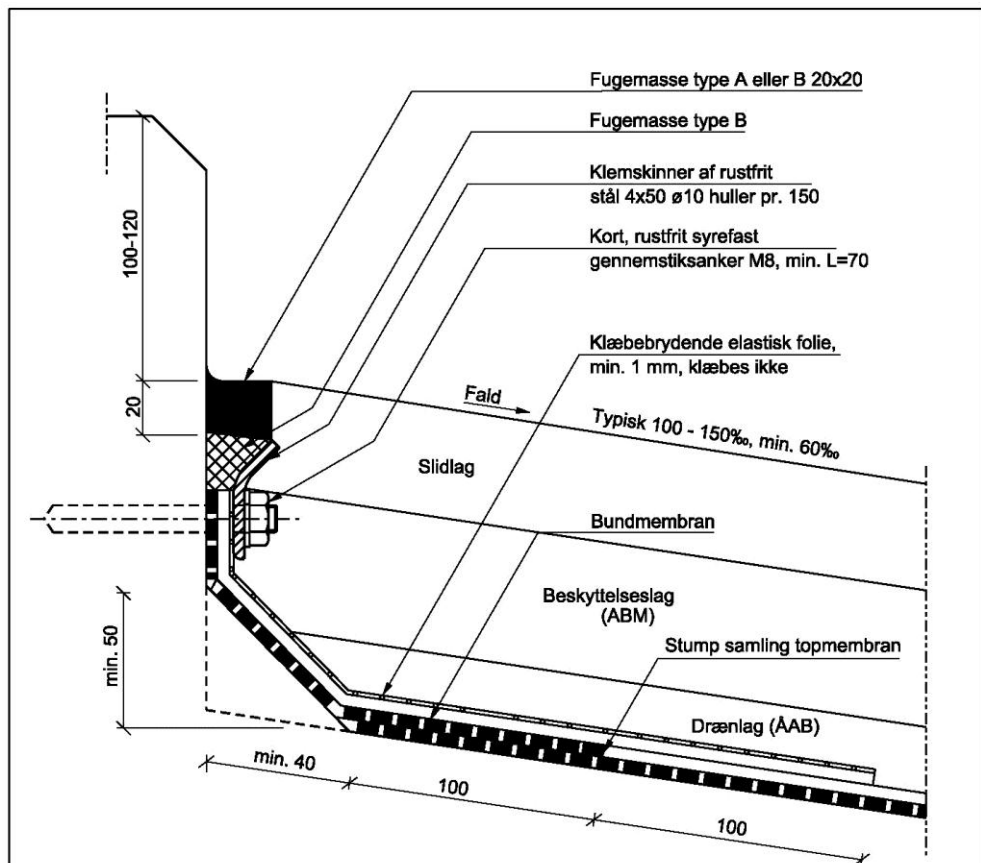 Fugemasse type A eller B 20x20
Fugemasse type B
Klemskinner af rustfrit
stål 4x50 ø10 huller pr. 150
Kort, rustfrit syrefast
gennemstiksanker M8, min. L=70
Klæbebrydende elastisk folie,
min. 1 mm, klæbes ikke
100-120
20
Fald
Typisk 100 - 150‰, min. 60‰
Slidlag
Bundmembran
Beskyttelseslag
(ABM)
Stump samling topmembran
min. 50
Drænlag (ÅAB)
min. 40
100
100